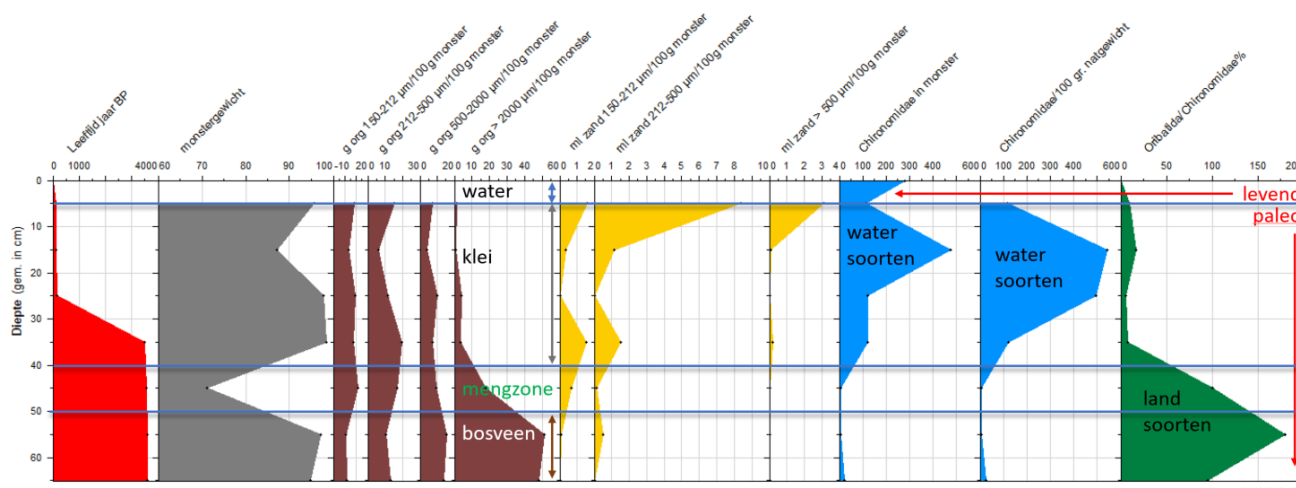 Leeftijd jaar BP
monstergewicht
g org 150-212 µm/100g monster
g org 212-500 µm/100g monster
g org 500-2000 µm/100g monster
g org > 2000 µm/100g monster
ml zand 150-212 µm/100g monster
ml zand 212-500 µm/100g monster
ml zand > 500 µm/100g monster
Chironomidae in monster
Chironomidae/100 gr. natgewicht
Oribatida/Chironomidae%
0 1000 4000 60 70 80 90 100 -10 20 0 10 30 0 10 20 0 10 20 30 40 50 60 0 1 2 0 1 2 3 4 5 6 7 8 10 0 1 2 3 4 0 200 400 600 0 200 400 600 0 50 100 150 200
0
water
levend
paleo
10
klei
water
soorten
water
soorten
20
30
Diepte (gem. in cm)
40
mengzone
land
soorten
50
bosveen
60